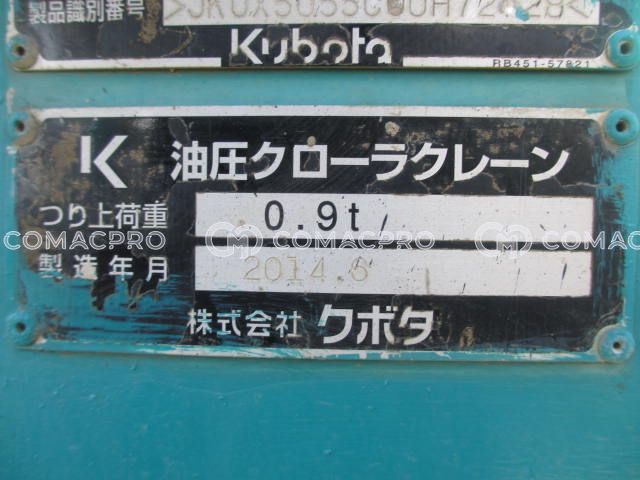 製品識別番号
Kubota
RB451-57821
K 油圧クローラクレーン
つり上荷重 0.9t
COMACPRO COMACPRO COMACPRO
製造年月 2014.6
株式会社 クボタ